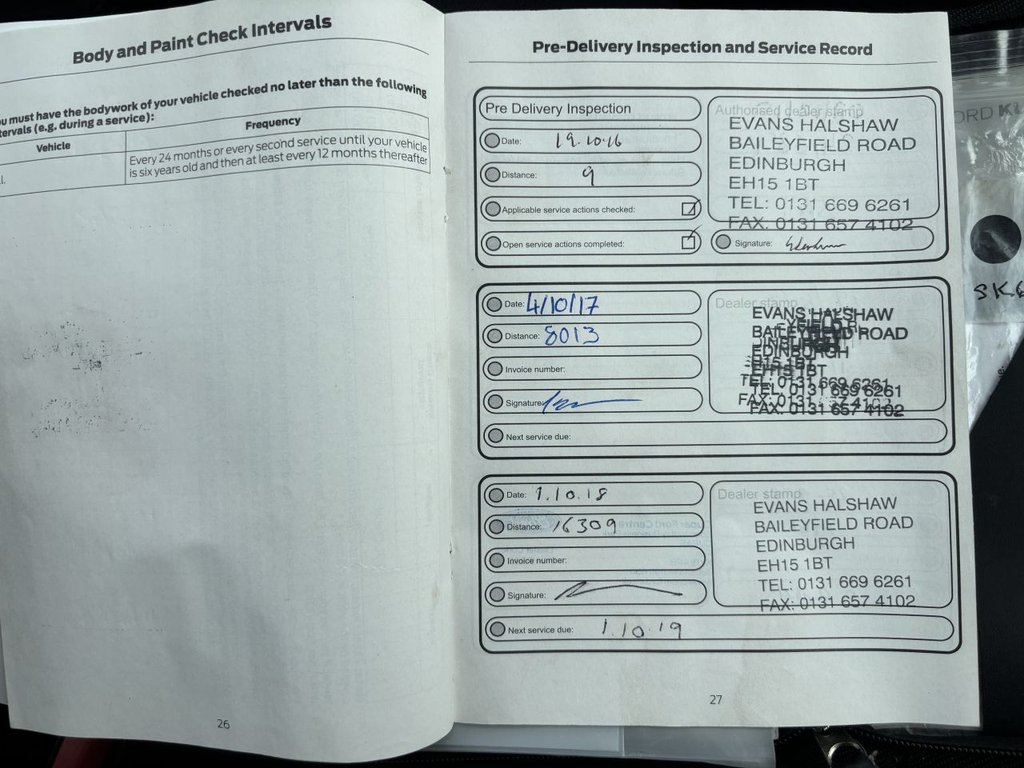 Body and Paint Check Intervals
ou must have the bodywork of your vehicle checked no later than the following
tervals (e.g. during a service):
Vehicle
Frequency
l.
Every 24 months or every second service until your vehicle
is six years old and then at least every 12 months thereafter
26
Pre-Delivery Inspection and Service Record
Pre Delivery Inspection
Date: 19.10.16
Distance: 9
Applicable service actions checked:
Open service actions completed:
Authorised dealer stamp
EVANS HALSHAW
BAILEYFIELD ROAD
EDINBURGH
EH15 1BT
TEL: 0131 669 6261
FAX: 0131 657 4102
Signature:
Date: 4/10/17
Distance: 8013
Invoice number:
Signature:
Next service due:
Dealer stamp
EVANS HALSHAW
BAILEYFIELD ROAD
EDINBURGH
EH15 1BT
TEL: 0131 669 6261
FAX: 0131 657 4102
Date: 1.10.18
Distance: 16309
Invoice number:
Signature:
Next service due: 1.10.19
Dealer stamp
EVANS HALSHAW
BAILEYFIELD ROAD
EDINBURGH
EH15 1BT
TEL: 0131 669 6261
FAX: 0131 657 4102
27